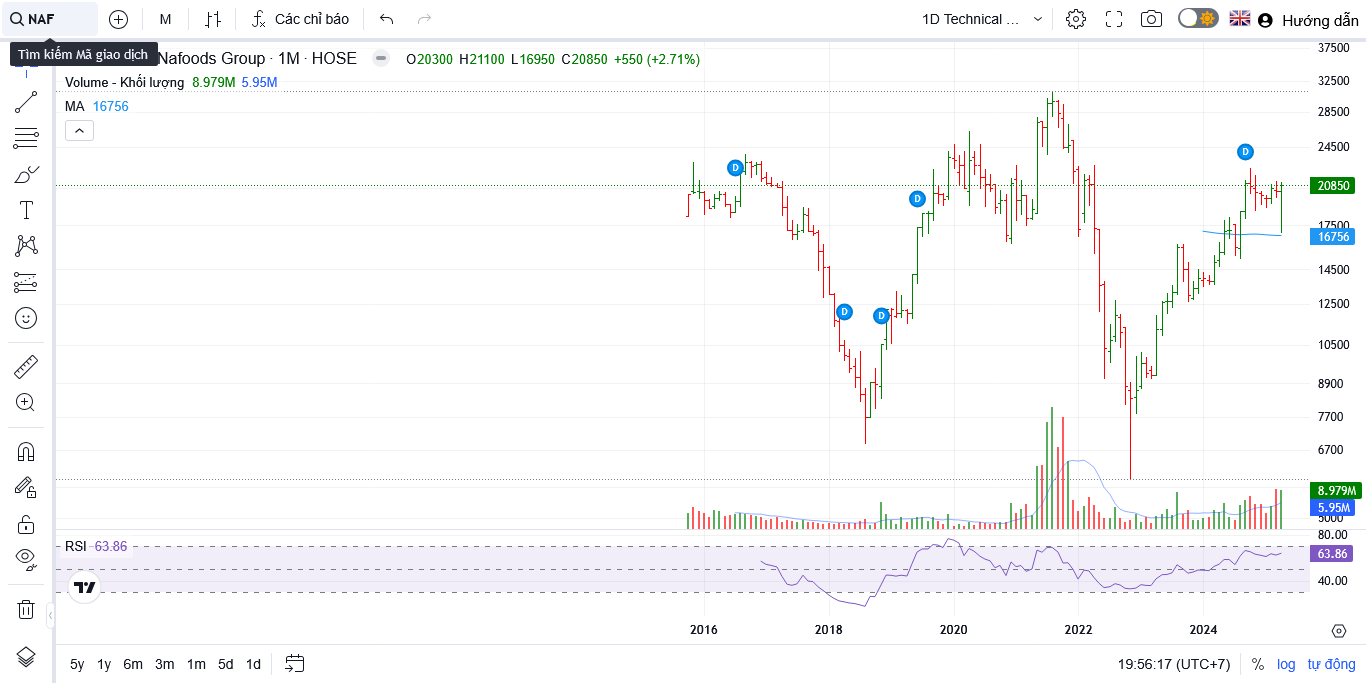 NAF M Các chỉ báo 1D Technical ... Hướng dẫn
Tìm kiếm Mã giao dịch Nafoods Group · 1M · HOSE O20300 H21100 L16950 C20850 +550 (+2.71%)
Volume - Khối lượng 8.979M 5.95M
MA 16756
37500
32500
28500
24500
20850
17500
16756
14500
12500
10500
8900
7700
6700
8.979M
5.95M
5000
D
D
D
D
D
RSI 63.86
80.00
63.86
40.00
2016 2018 2020 2022 2024
5y 1y 6m 3m 1m 5d 1d 19:56:17 (UTC+7) % log tự động